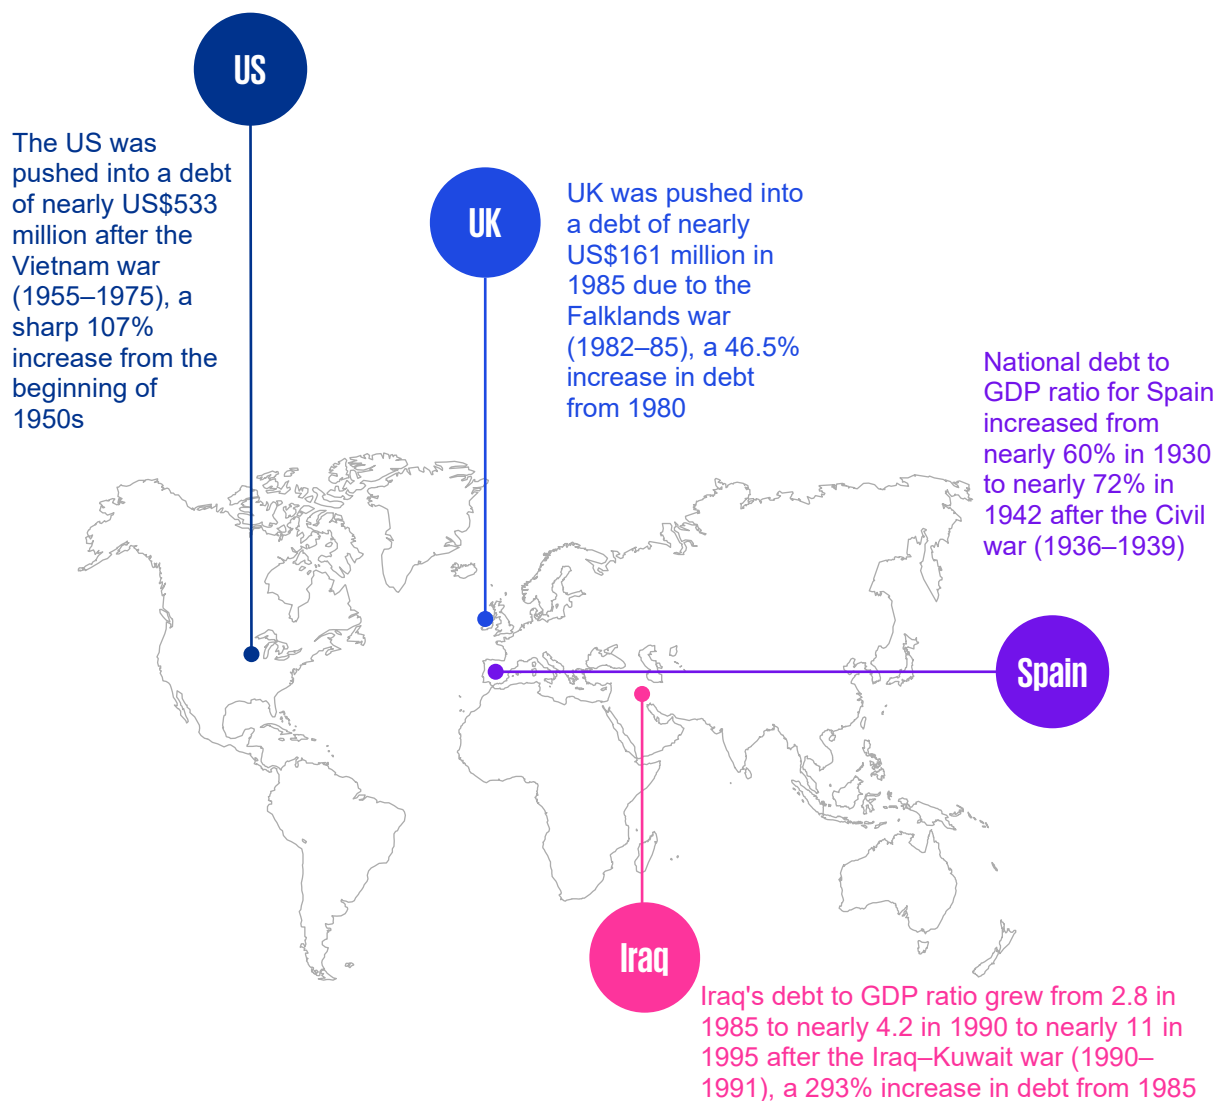 US
The US was
pushed into a debt
of nearly US$533
million after the
Vietnam war
(1955–1975), a
sharp 107%
increase from the
beginning of
1950s
UK
UK was pushed into
a debt of nearly
US$161 million in
1985 due to the
Falklands war
(1982–85), a 46.5%
increase in debt
from 1980
National debt to
GDP ratio for Spain
increased from
nearly 60% in 1930
to nearly 72% in
1942 after the Civil
war (1936–1939)
Spain
Iraq
Iraq's debt to GDP ratio grew from 2.8 in
1985 to nearly 4.2 in 1990 to nearly 11 in
1995 after the Iraq–Kuwait war (1990–
1991), a 293% increase in debt from 1985